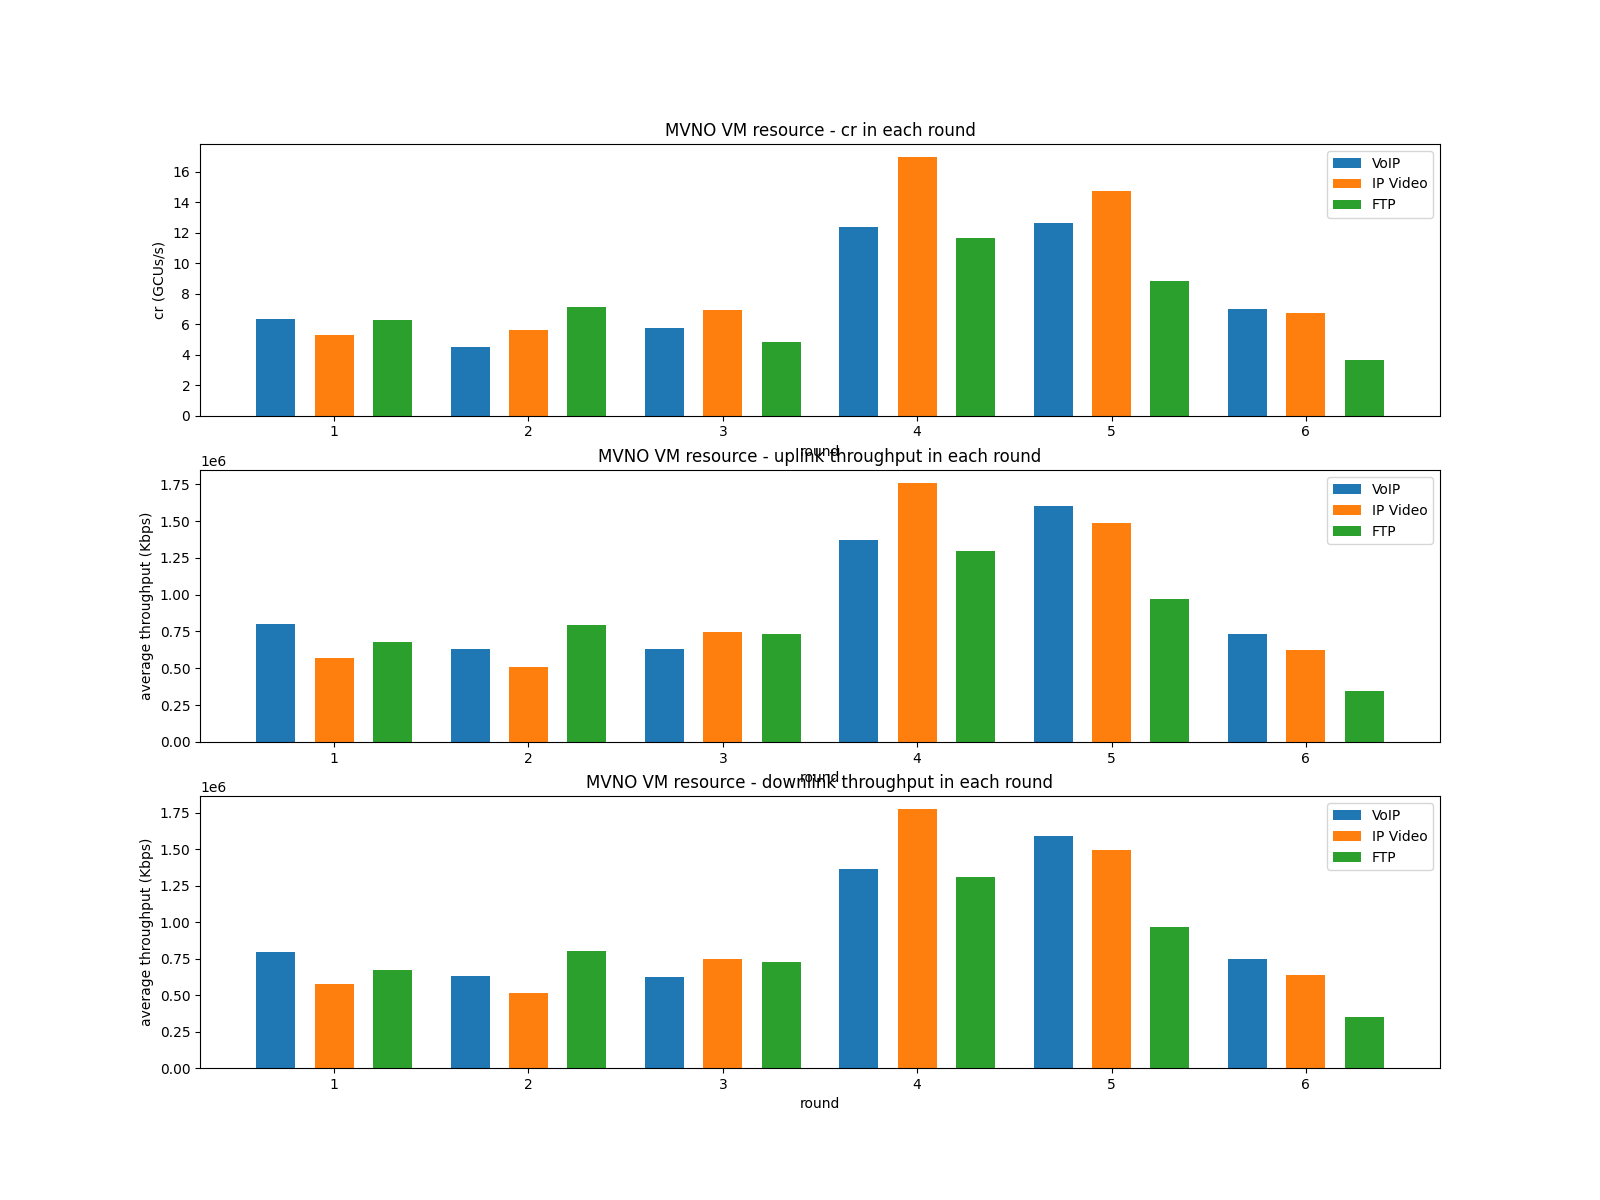 MVNO VM resource - cr in each round
cr (GCUs/s)
16
14
12
10
8
6
4
2
0
VoIP
IP Video
FTP
1 2 3 4 5 6
round
MVNO VM resource - uplink throughput in each round
1e6
average throughput (Kbps)
1.75
1.50
1.25
1.00
0.75
0.50
0.25
0.00
VoIP
IP Video
FTP
1 2 3 4 5 6
round
MVNO VM resource - downlink throughput in each round
1e6
average throughput (Kbps)
1.75
1.50
1.25
1.00
0.75
0.50
0.25
0.00
VoIP
IP Video
FTP
1 2 3 4 5 6
round